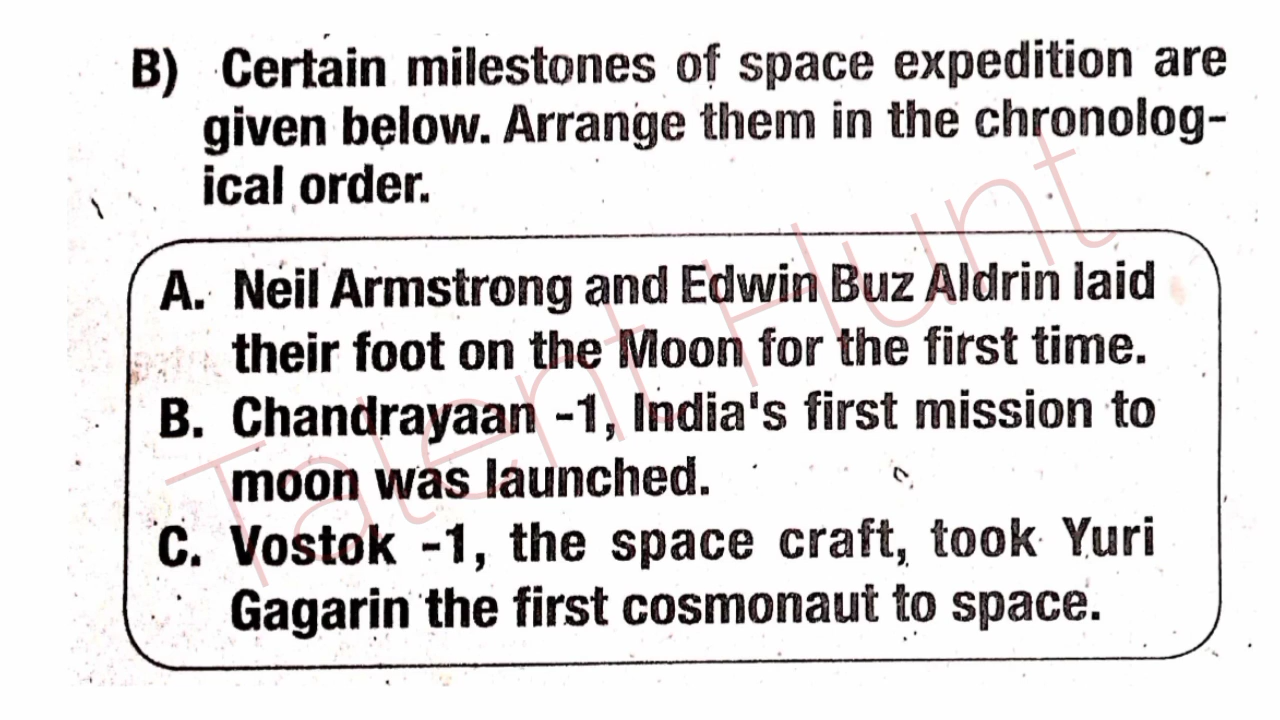 B) Certain milestones of space expedition are
given below. Arrange them in the chronolog-
ical order.
A. Neil Armstrong and Edwin Buz Aldrin laid
their foot on the Moon for the first time.
B. Chandrayaan -1, India's first mission to
moon was launched.
C. Vostok -1, the space craft, took Yuri
Gagarin the first cosmonaut to space.
Talent Hunt